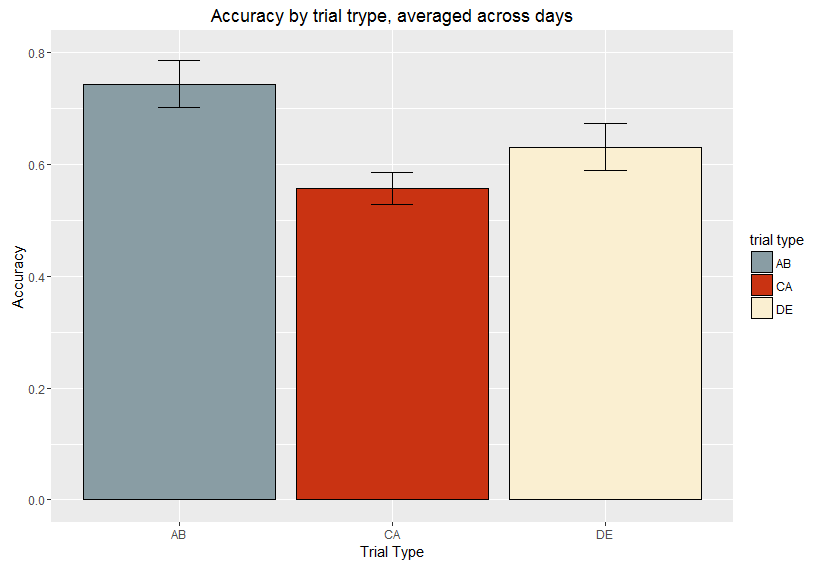 Accuracy by trial trype, averaged across days
Accuracy
0.8
0.6
0.4
0.2
0.0
AB
CA
DE
Trial Type
trial type
AB
CA
DE